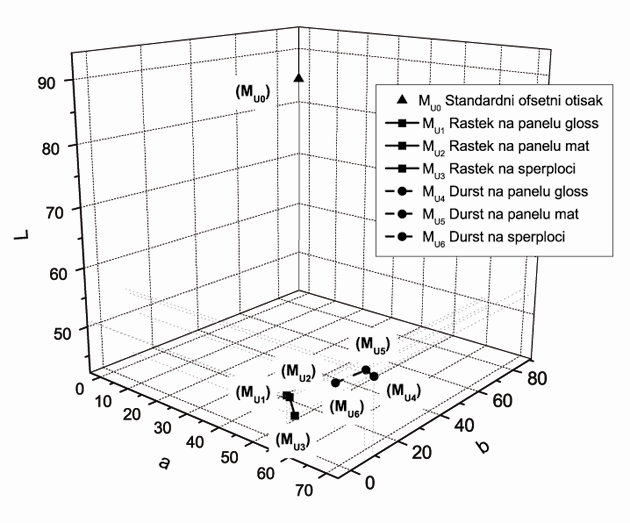 90
(MU0)
MU0 Standardni ofsetni otisak
MU1 Rastek na panelu gloss
MU2 Rastek na panelu mat
MU3 Rastek na sperploci
MU4 Durst na panelu gloss
MU5 Durst na panelu mat
MU6 Durst na sperploci
80
70
L
60
50
(MU5)
(MU2)
(MU1)
(MU6)
(MU4)
(MU3)
0
10
20
30
40
50
60
70
a
0
20
40
60
80
b